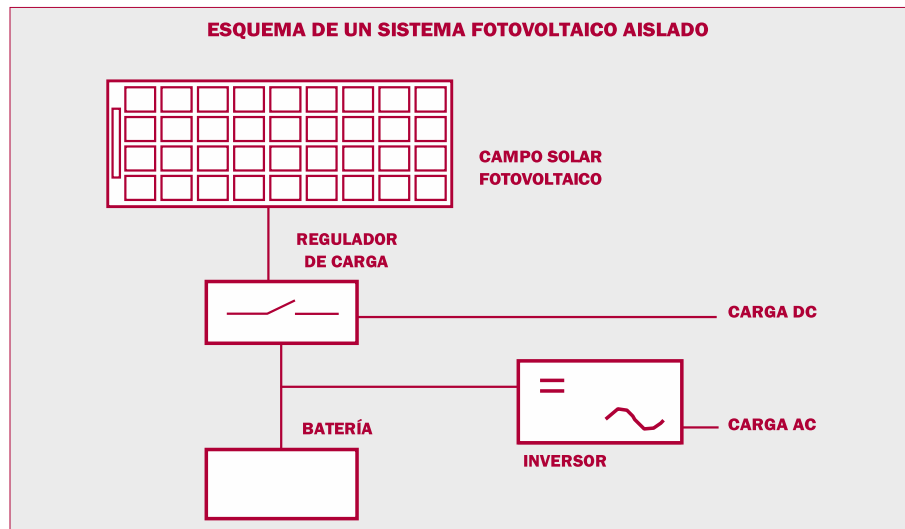 ESQUEMA DE UN SISTEMA FOTOVOLTAICO AISLADO
CAMPO SOLAR
FOTOVOLTAICO
REGULADOR
DE CARGA
CARGA DC
BATERÍA
CARGA AC
INVERSOR